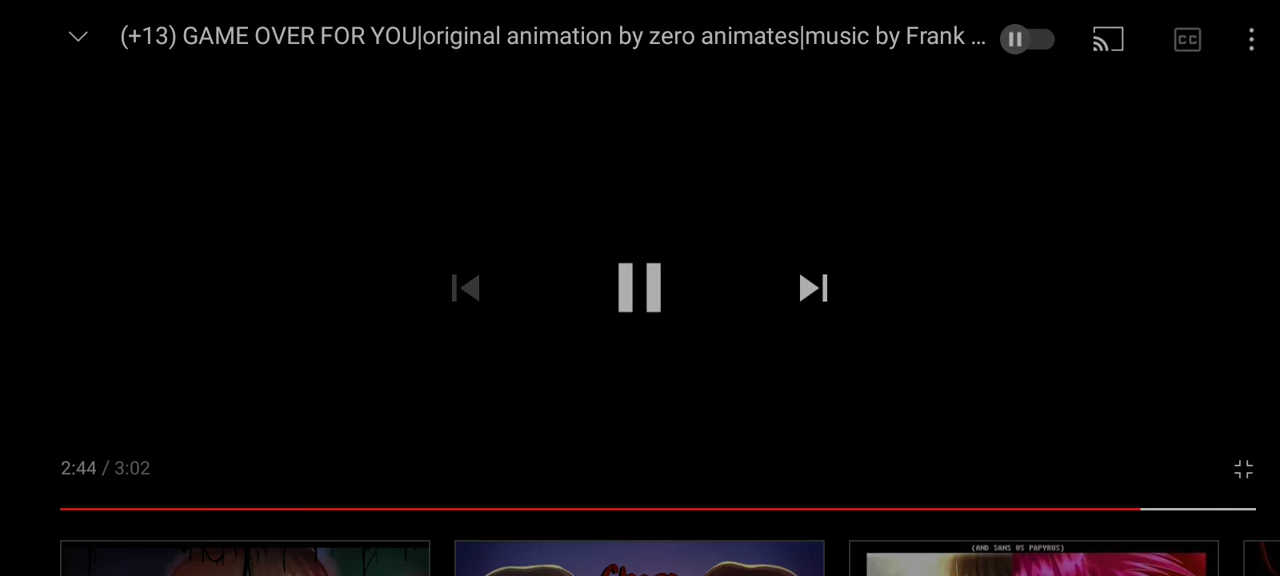 (+13) GAME OVER FOR YOU|original animation by zero animates|music by Frank ...
CC
2:44 / 3:02
(AND SANS VS PAPYRUS)